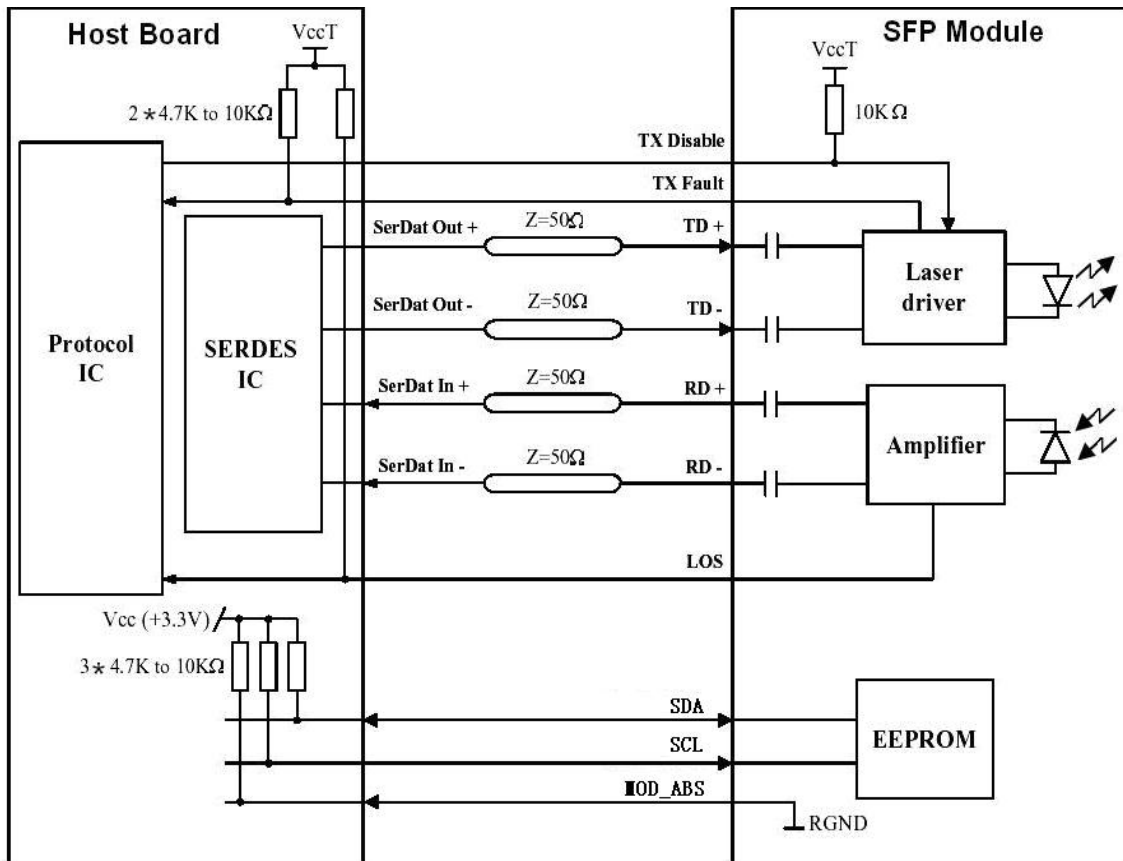 Host Board
SFP Module
VccT
VccT
2*4.7K to 10KΩ
10KΩ
TX Disable
TX Fault
SerDat Out +
Z=50Ω
TD +
SerDat Out -
Z=50Ω
TD -
Laser
driver
Protocol
IC
SERDES
IC
SerDat In +
Z=50Ω
RD +
SerDat In -
Z=50Ω
RD -
Amplifier
LOS
Vcc (+3.3V)
3*4.7K to 10KΩ
SDA
SCL
EEPROM
MOD_ABS
RGND